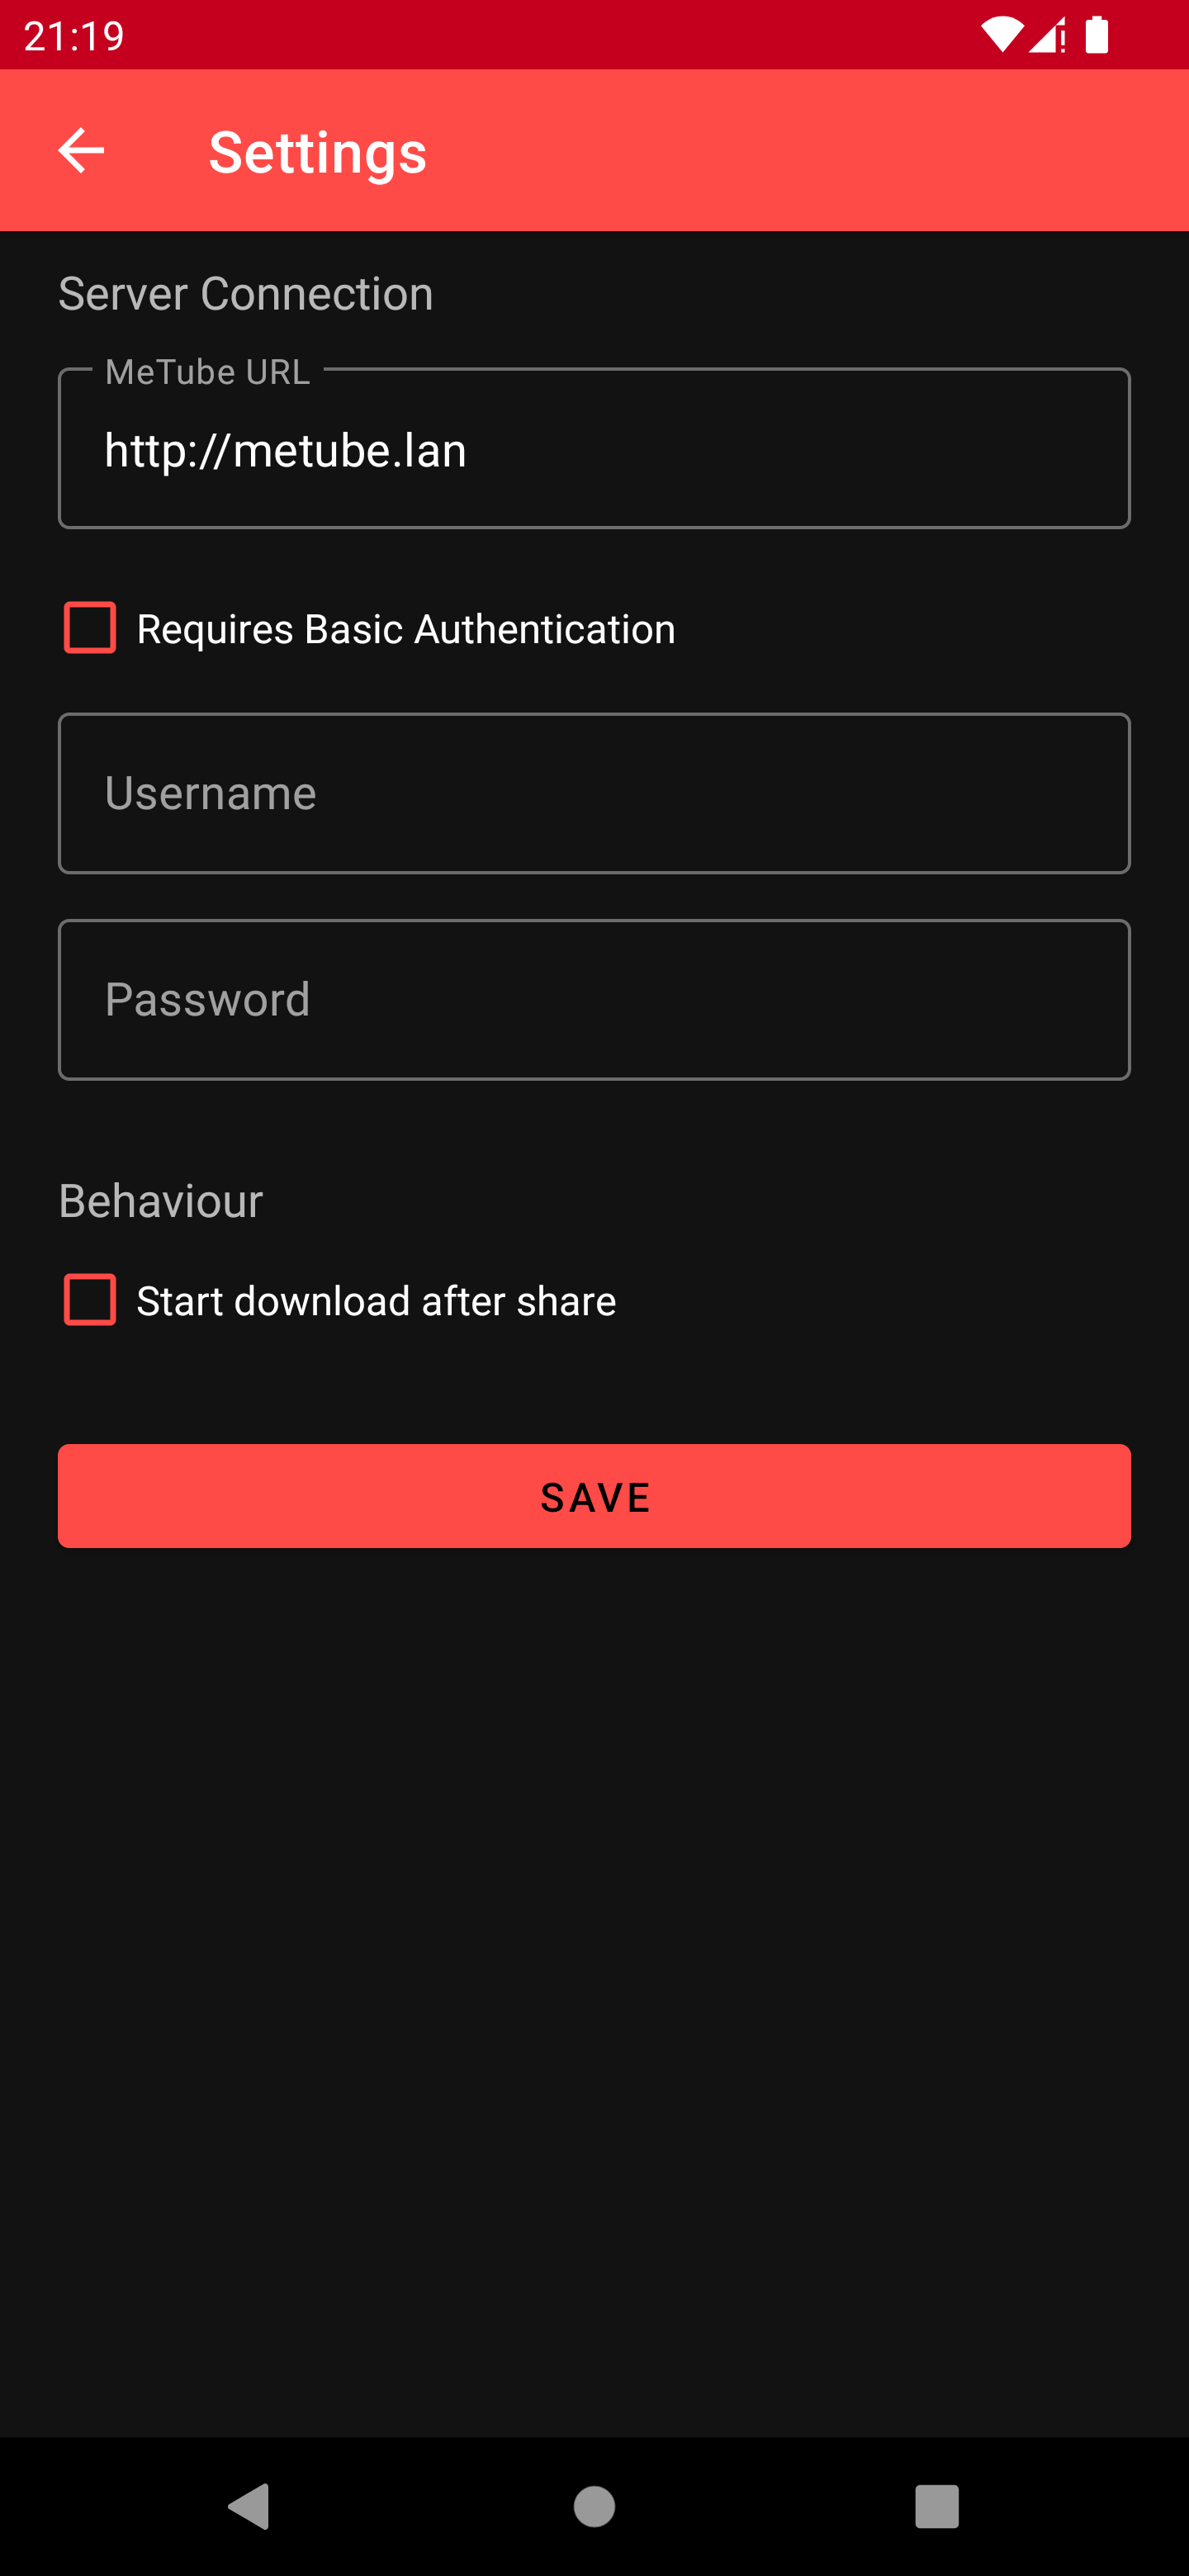 21:19
Settings
Server Connection
MeTube URL
http://metube.lan
Requires Basic Authentication
Username
Password
Behaviour
Start download after share
SAVE